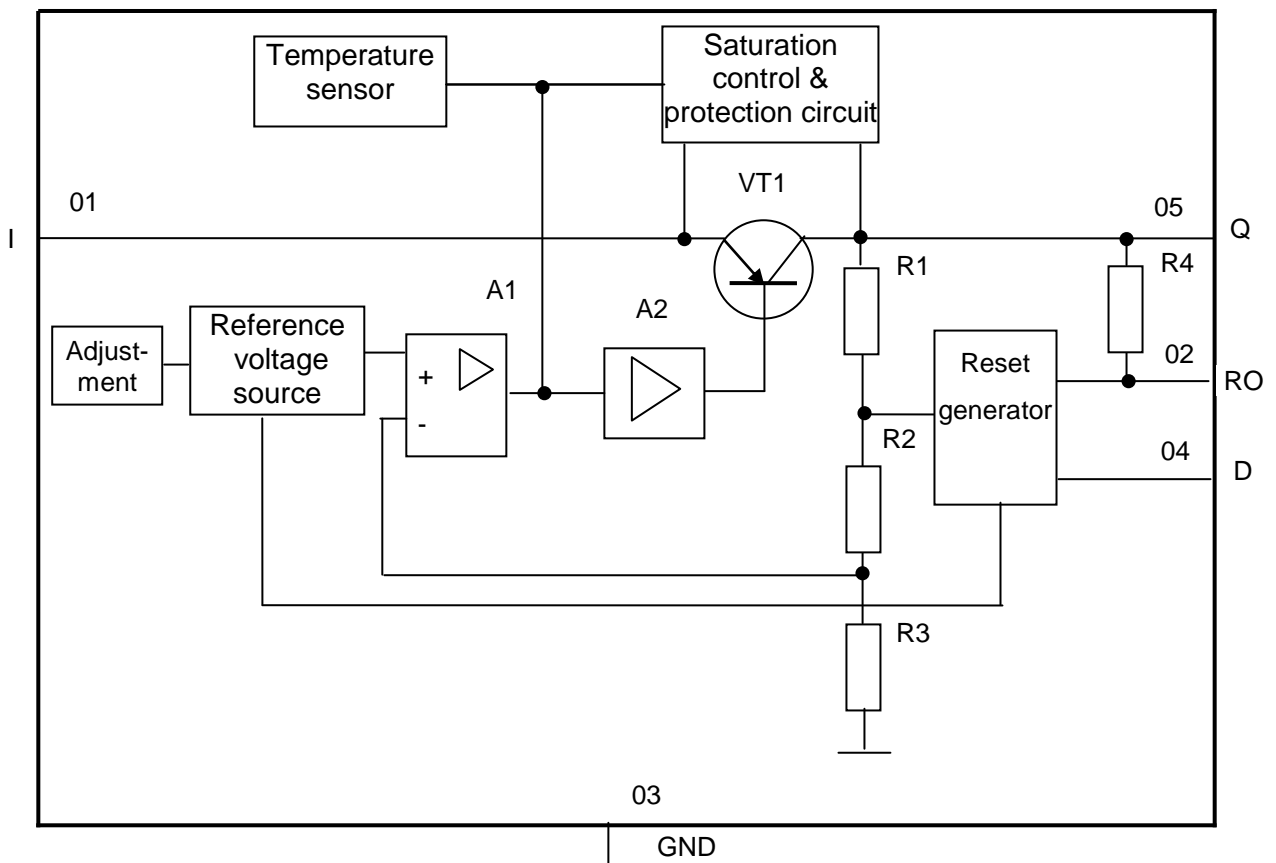 Temperature
sensor
Saturation
control &
protection circuit
VT1
01
05
I
Q
R1
R4
A1
A2
Adjust-
ment
Reference
voltage
source
+
-
Reset
generator
02
RO
R2
04
D
R3
03
GND